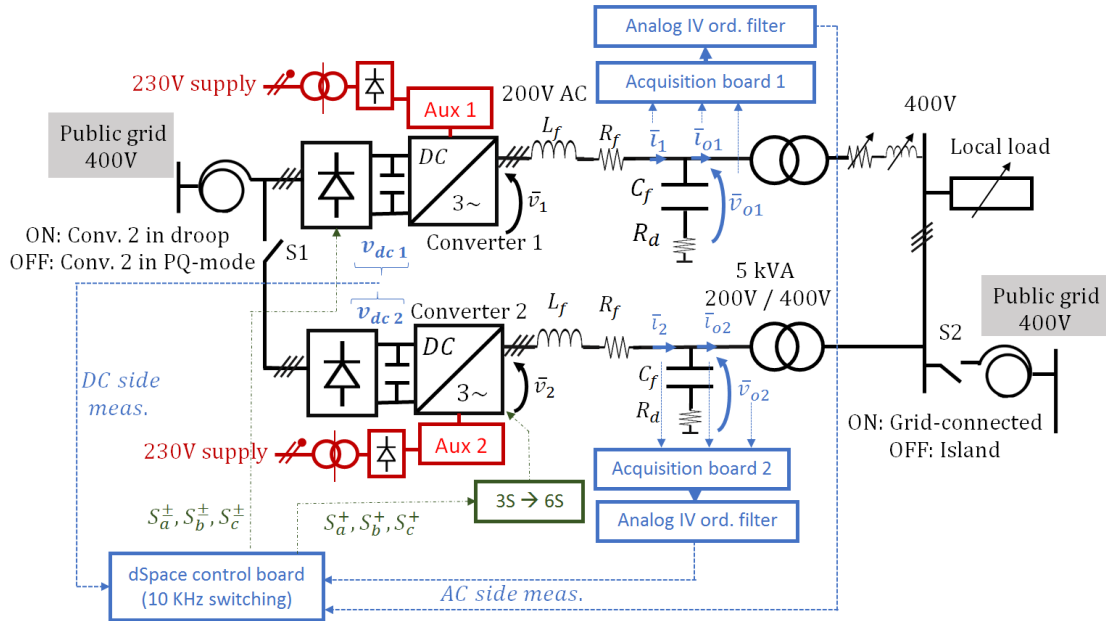 Analog IV ord. filter
Acquisition board 1
230V supply
Aux 1
200V AC
400V
Public grid
400V
L_f
R_f
ī_1
ī_o1
Local load
DC
3~
v̄_1
C_f
v̄_o1
R_d
ON: Conv. 2 in droop
OFF: Conv. 2 in PQ-mode
S1
v_dc 1
Converter 1
5 kVA
200V / 400V
Public grid
400V
v_dc 2
Converter 2
L_f
R_f
ī_2
ī_o2
S2
DC
3~
v̄_2
C_f
v̄_o2
R_d
DC side
meas.
ON: Grid-connected
OFF: Island
230V supply
Aux 2
Acquisition board 2
3S → 6S
Analog IV ord. filter
S_a^±, S_b^±, S_c^±
S_a^+, S_b^+, S_c^+
dSpace control board
(10 KHz switching)
AC side meas.